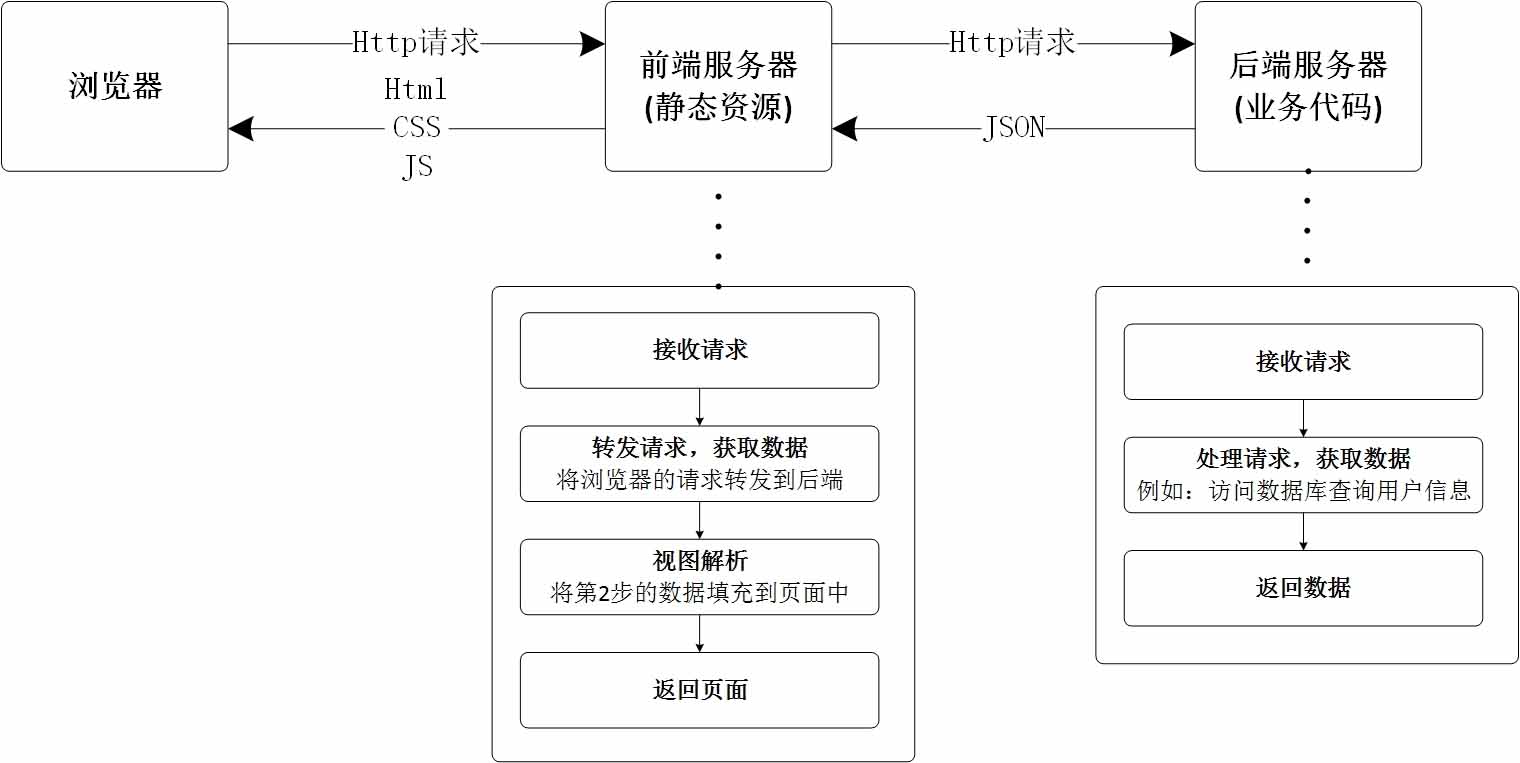 浏览器
Http请求
Html
CSS
JS
前端服务器
(静态资源)
Http请求
JSON
后端服务器
(业务代码)
接收请求
转发请求，获取数据
将浏览器的请求转发到后端
视图解析
将第2步的数据填充到页面中
返回页面
接收请求
处理请求，获取数据
例如：访问数据库查询用户信息
返回数据